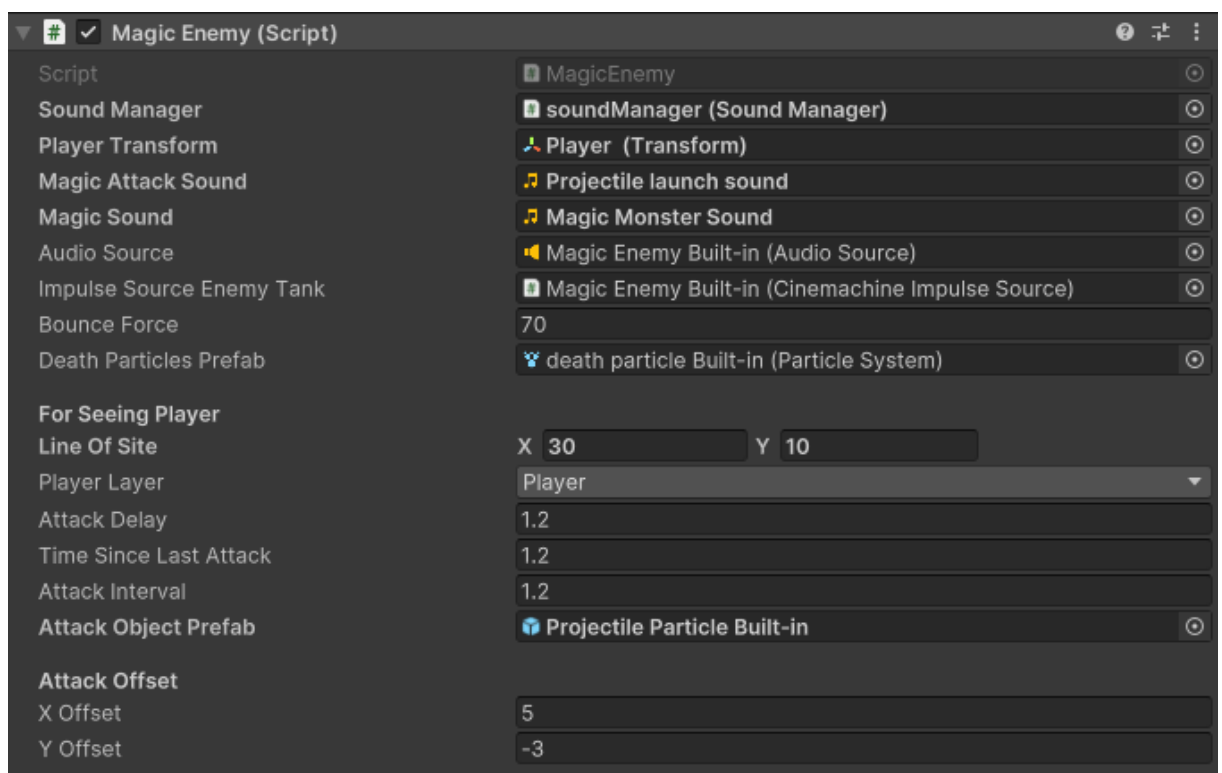 Magic Enemy (Script)
Script MagicEnemy
Sound Manager soundManager (Sound Manager)
Player Transform Player (Transform)
Magic Attack Sound Projectile launch sound
Magic Sound Magic Monster Sound
Audio Source Magic Enemy Built-in (Audio Source)
Impulse Source Enemy Tank Magic Enemy Built-in (Cinemachine Impulse Source)
Bounce Force 70
Death Particles Prefab death particle Built-in (Particle System)
For Seeing Player
Line Of Site X 30 Y 10
Player Layer Player
Attack Delay 1.2
Time Since Last Attack 1.2
Attack Interval 1.2
Attack Object Prefab Projectile Particle Built-in
Attack Offset
X Offset 5
Y Offset -3